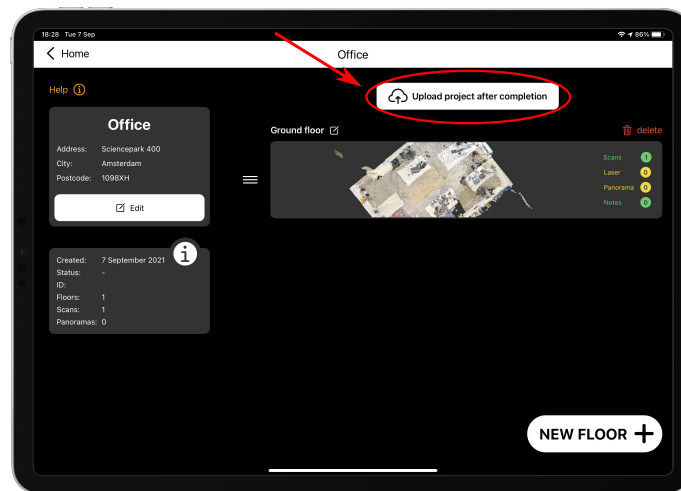 18:28 Tue 7 Sep
86%
Home
Office
Help
Upload project after completion
Office
Address: Sciencepark 400
City: Amsterdam
Postcode: 1098XH
Edit
Ground floor
delete
Scans 1
Laser 0
Panorama 0
Notes 0
i
Created: 7 September 2021
Status: -
ID:
Floors: 1
Scans: 1
Panoramas: 0
NEW FLOOR